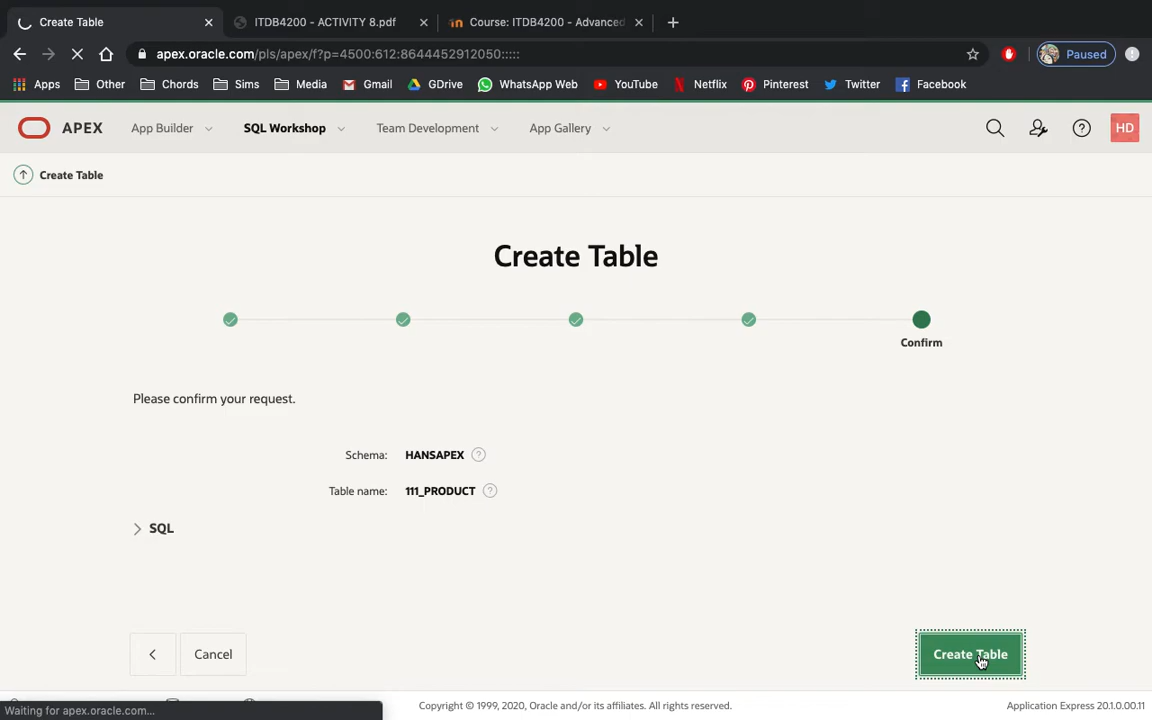 Create Table
ITDB4200 - ACTIVITY 8.pdf
Course: ITDB4200 - Advanced
apex.oracle.com/pls/apex/f?p=4500:612:8644452912050:::::
Paused
Apps
Other
Chords
Sims
Media
Gmail
GDrive
WhatsApp Web
YouTube
Netflix
Pinterest
Twitter
Facebook
APEX
App Builder
SQL Workshop
Team Development
App Gallery
HD
Create Table
Create Table
Confirm
Please confirm your request.
Schema: HANSAPEX
Table name: 111_PRODUCT
SQL
Cancel
Create Table
Waiting for apex.oracle.com...
Copyright © 1999, 2020, Oracle and/or its affiliates. All rights reserved.
Application Express 20.1.0.00.11